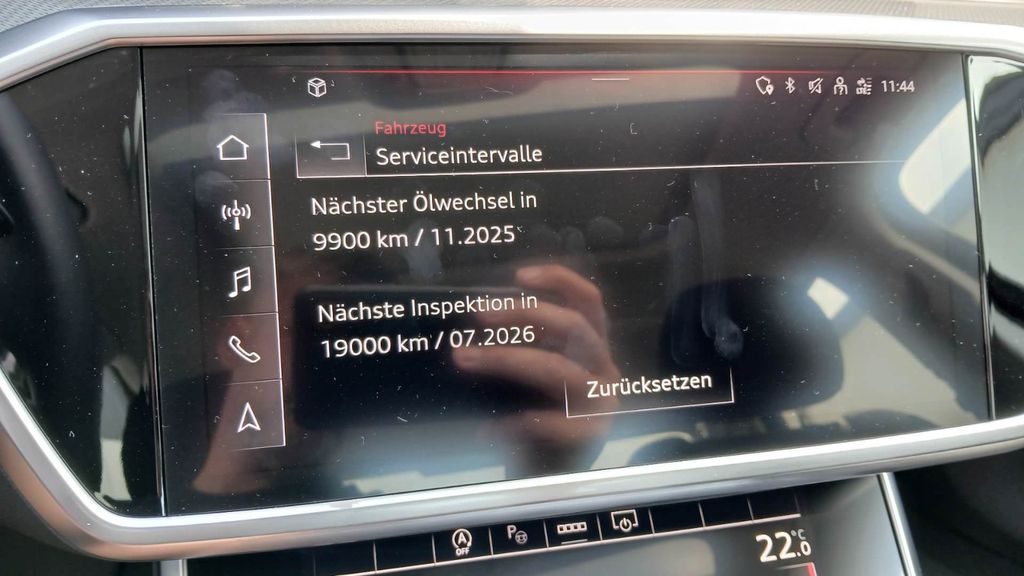 11:44
Fahrzeug
Serviceintervalle
Nächster Ölwechsel in
9900 km / 11.2025
Nächste Inspektion in
19000 km / 07.2026
Zurücksetzen
A
OFF
P
22.0 °C